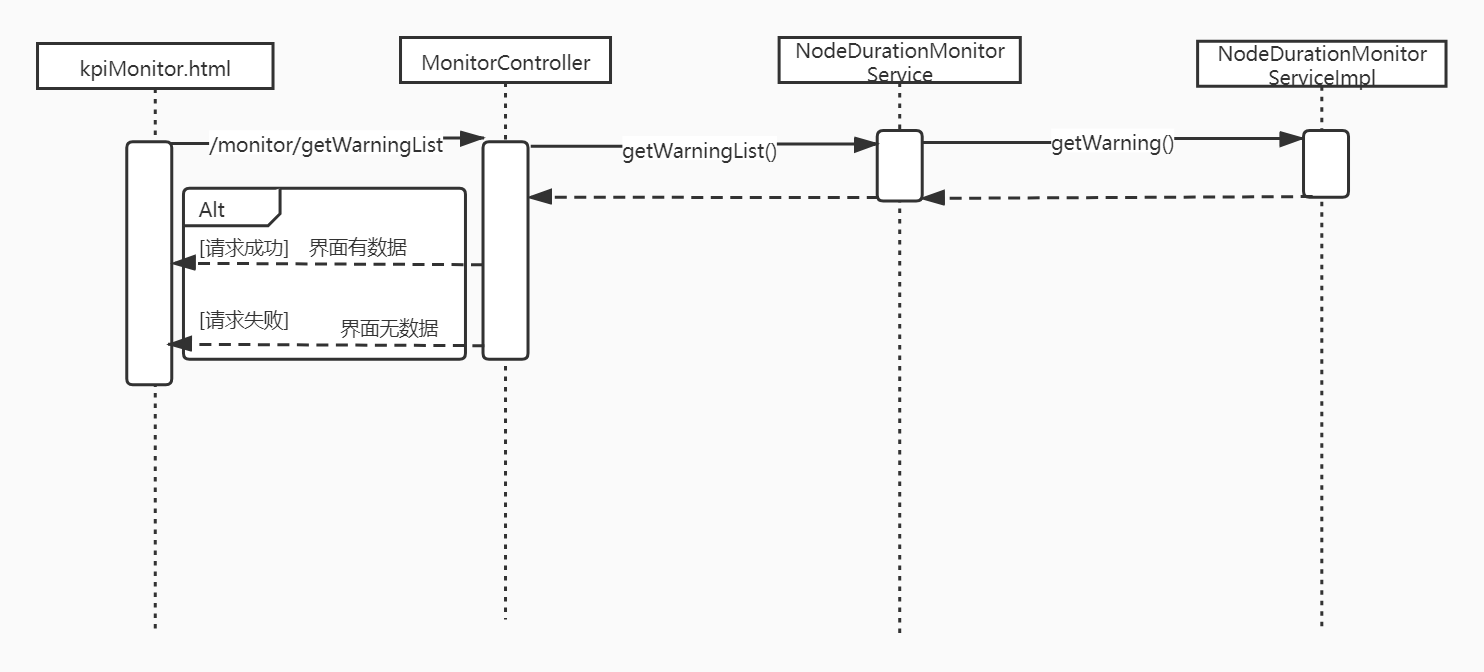 kpiMonitor.html
MonitorController
NodeDurationMonitor
Service
NodeDurationMonitor
ServiceImpl
/monitor/getWarningList
getWarningList()
getWarning()
Alt
[请求成功] 界面有数据
[请求失败] 界面无数据